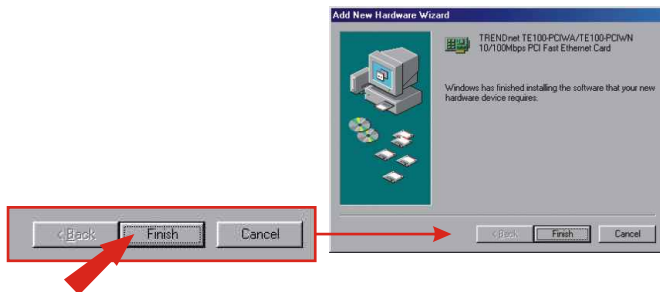 Add New Hardware Wizard
TRENDnet TE100-PCIWA/TE100-PCIWN
10/100Mbps PCI Fast Ethernet Card
Windows has finished installing the software that your new
hardware device requires.
< Back
Finish
Cancel
< Back
Finish
Cancel